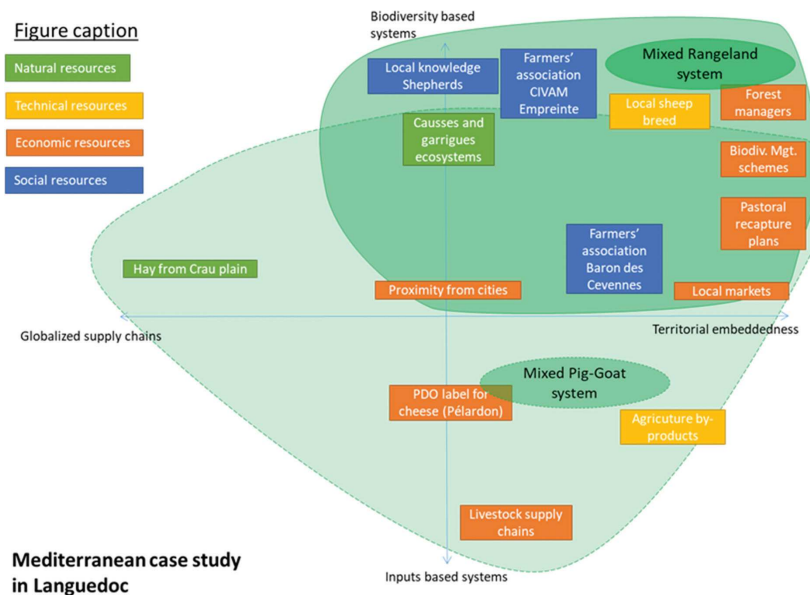 Figure caption
Natural resources
Technical resources
Economic resources
Social resources
Biodiversity based
systems
Mixed Rangeland
system
Local knowledge
Shepherds
Farmers'
association
CIVAM
Empreinte
Local sheep
breed
Forest
managers
Causses and
garrigues
ecosystems
Biodiv. Mgt.
schemes
Pastoral
recapture
plans
Farmers'
association
Baron des
Cevennes
Hay from Crau plain
Proximity from cities
Local markets
Globalized supply chains
Territorial embeddedness
Mixed Pig-Goat
system
PDO label for
cheese (Pélardon)
Agricuture by-
products
Livestock supply
chains
Inputs based systems
Mediterranean case study
in Languedoc